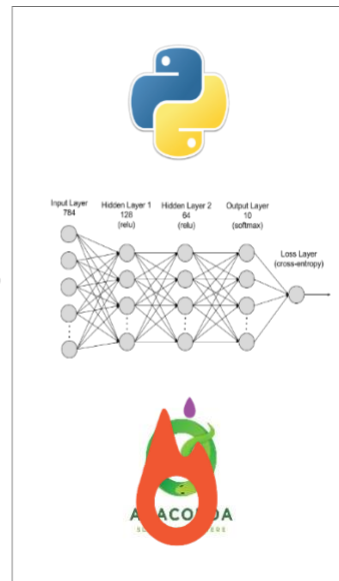 Input Layer
784
Hidden Layer 1
128
(relu)
Hidden Layer 2
64
(relu)
Output Layer
10
(softmax)
Loss Layer
(cross-entropy)